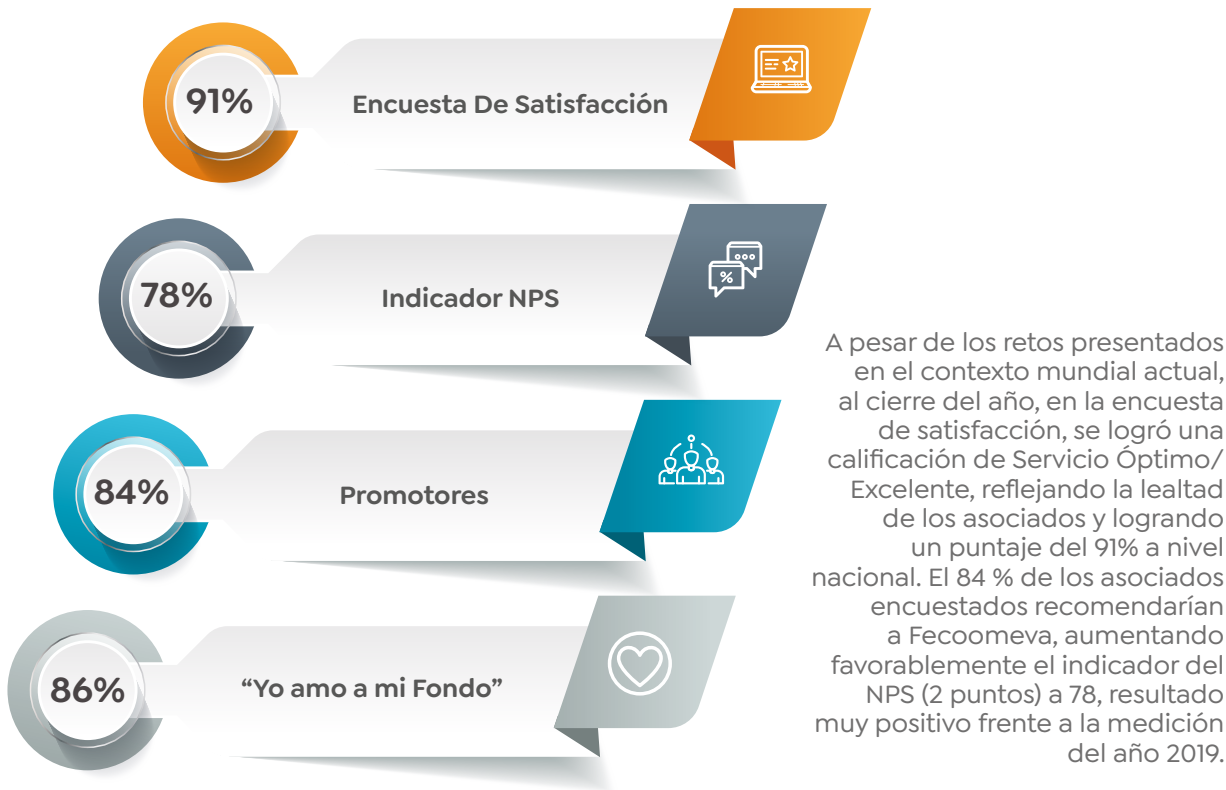 91%
Encuesta De Satisfacción
78%
%
Indicador NPS
84%
Promotores
86%
“Yo amo a mi Fondo”
A pesar de los retos presentados
en el contexto mundial actual,
al cierre del año, en la encuesta
de satisfacción, se logró una
calificación de Servicio Óptimo/
Excelente, reflejando la lealtad
de los asociados y logrando
un puntaje del 91% a nivel
nacional. El 84 % de los asociados
encuestados recomendarían
a Fecoomeva, aumentando
favorablemente el indicador del
NPS (2 puntos) a 78, resultado
muy positivo frente a la medición
del año 2019.